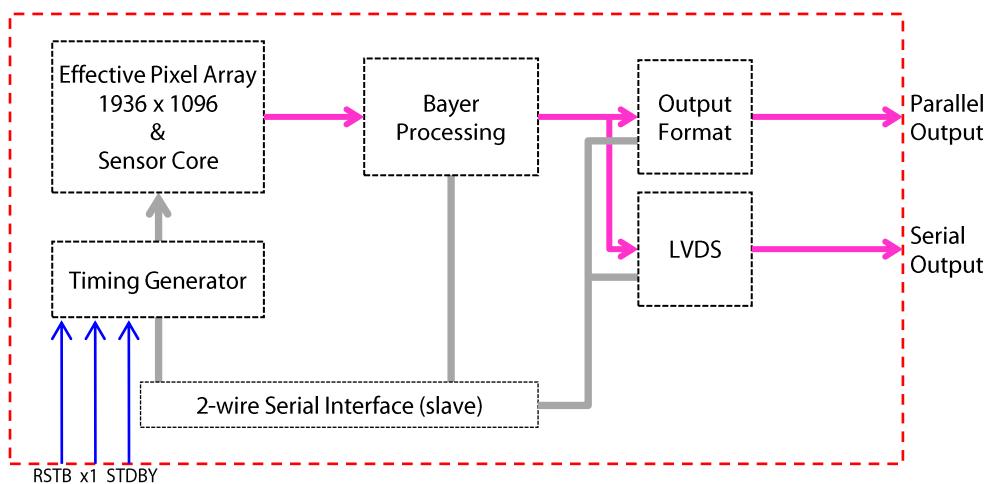 Effective Pixel Array
1936 x 1096
&
Sensor Core
Bayer
Processing
Output
Format
Parallel
Output
LVDS
Serial
Output
Timing Generator
2-wire Serial Interface (slave)
RSTB x1 STDBY